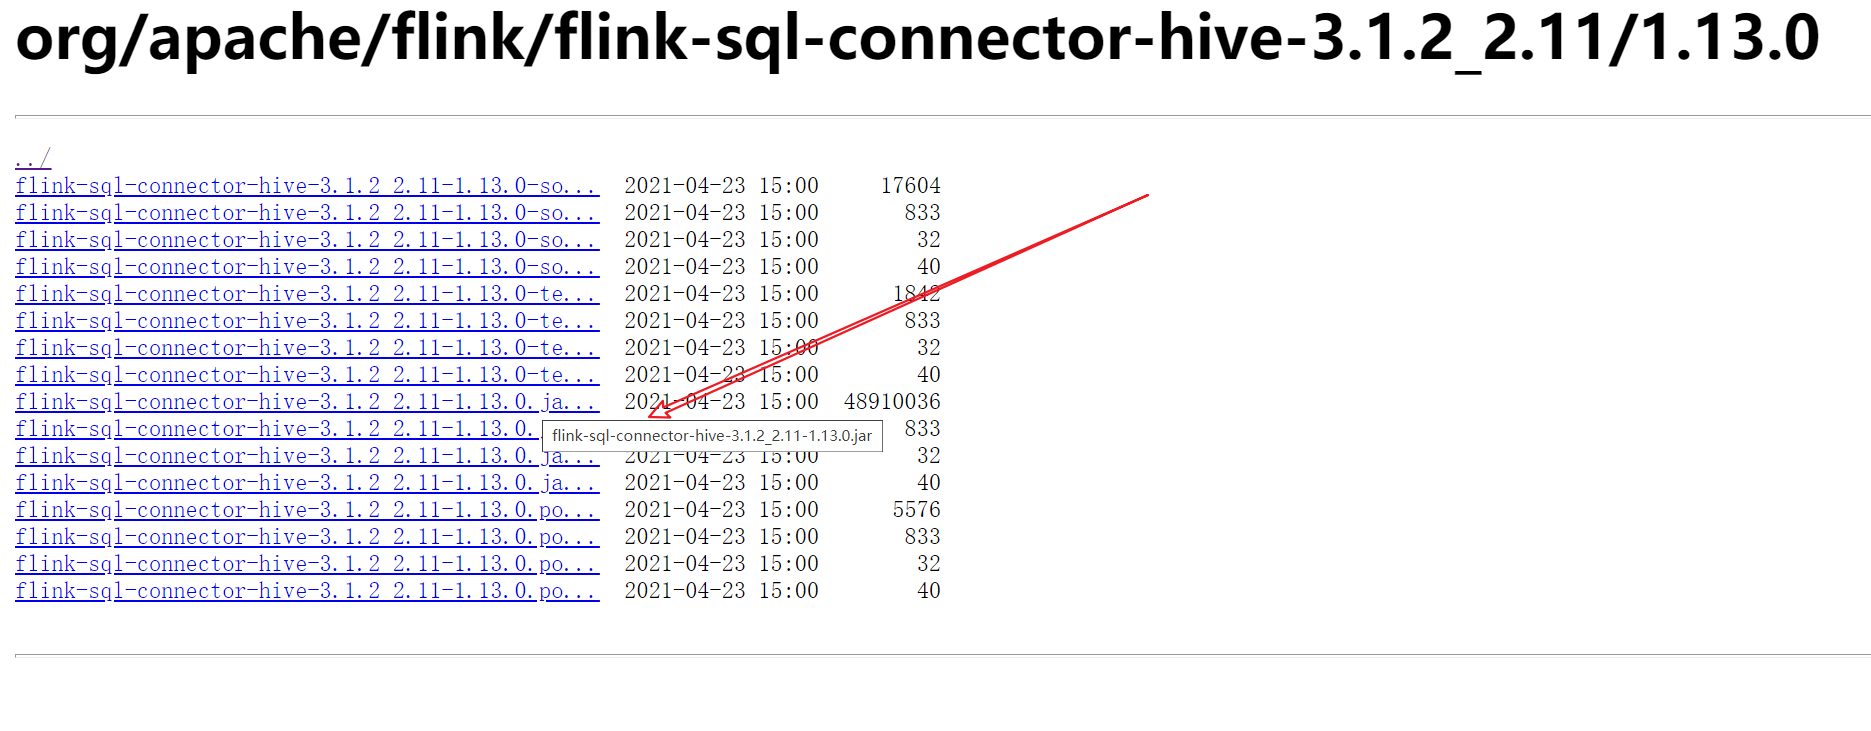 org/apache/flink/flink-sql-connector-hive-3.1.2_2.11/1.13.0
../
flink-sql-connector-hive-3.1.2_2.11-1.13.0-so... 2021-04-23 15:00 17604
flink-sql-connector-hive-3.1.2_2.11-1.13.0-so... 2021-04-23 15:00 833
flink-sql-connector-hive-3.1.2_2.11-1.13.0-so... 2021-04-23 15:00 32
flink-sql-connector-hive-3.1.2_2.11-1.13.0-so... 2021-04-23 15:00 40
flink-sql-connector-hive-3.1.2_2.11-1.13.0-te... 2021-04-23 15:00 1842
flink-sql-connector-hive-3.1.2_2.11-1.13.0-te... 2021-04-23 15:00 833
flink-sql-connector-hive-3.1.2_2.11-1.13.0-te... 2021-04-23 15:00 32
flink-sql-connector-hive-3.1.2_2.11-1.13.0-te... 2021-04-23 15:00 40
flink-sql-connector-hive-3.1.2_2.11-1.13.0.ja... 2021-04-23 15:00 48910036
flink-sql-connector-hive-3.1.2_2.11-1.13.0. 833
flink-sql-connector-hive-3.1.2_2.11-1.13.0.jar
flink-sql-connector-hive-3.1.2_2.11-1.13.0.ja... 2021-04-23 15:00 32
flink-sql-connector-hive-3.1.2_2.11-1.13.0.ja... 2021-04-23 15:00 40
flink-sql-connector-hive-3.1.2_2.11-1.13.0.po... 2021-04-23 15:00 5576
flink-sql-connector-hive-3.1.2_2.11-1.13.0.po... 2021-04-23 15:00 833
flink-sql-connector-hive-3.1.2_2.11-1.13.0.po... 2021-04-23 15:00 32
flink-sql-connector-hive-3.1.2_2.11-1.13.0.po... 2021-04-23 15:00 40